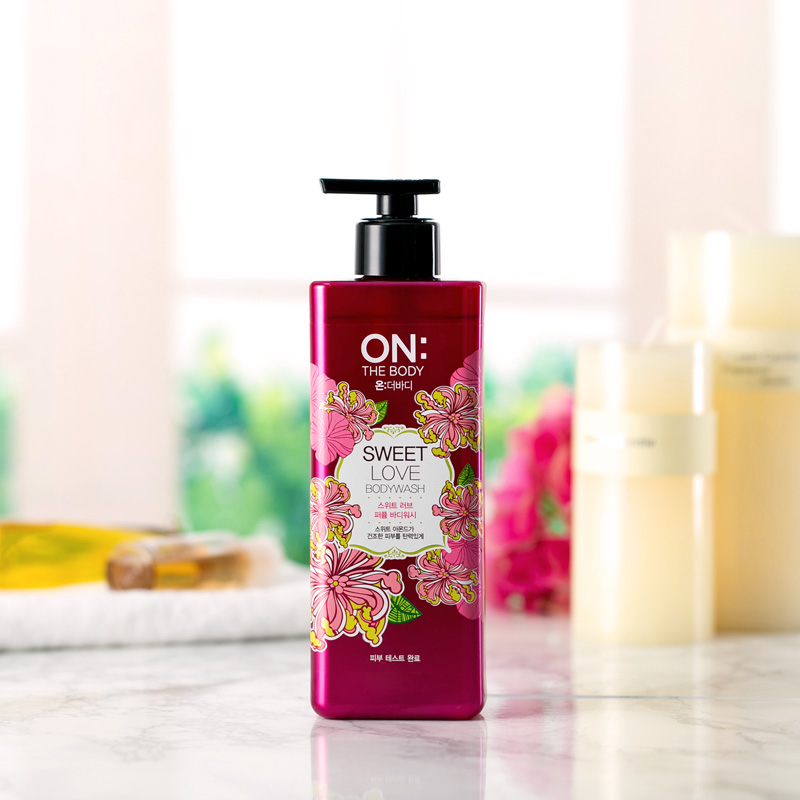 ON:
THE BODY
온:더바디
SWEET
LOVE
BODYWASH
스위트 러브
퍼퓸 바디워시
스위트 아몬드가
건조한 피부를 탄력있게
피부 테스트 완료